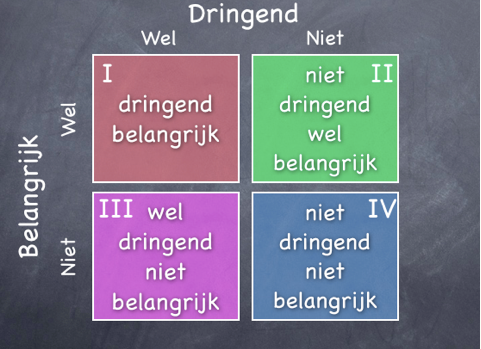 Dringend
Wel
Niet
Belangrijk
Wel
I
dringend
belangrijk
II
niet
dringend
wel
belangrijk
Niet
III
wel
dringend
niet
belangrijk
IV
niet
dringend
niet
belangrijk